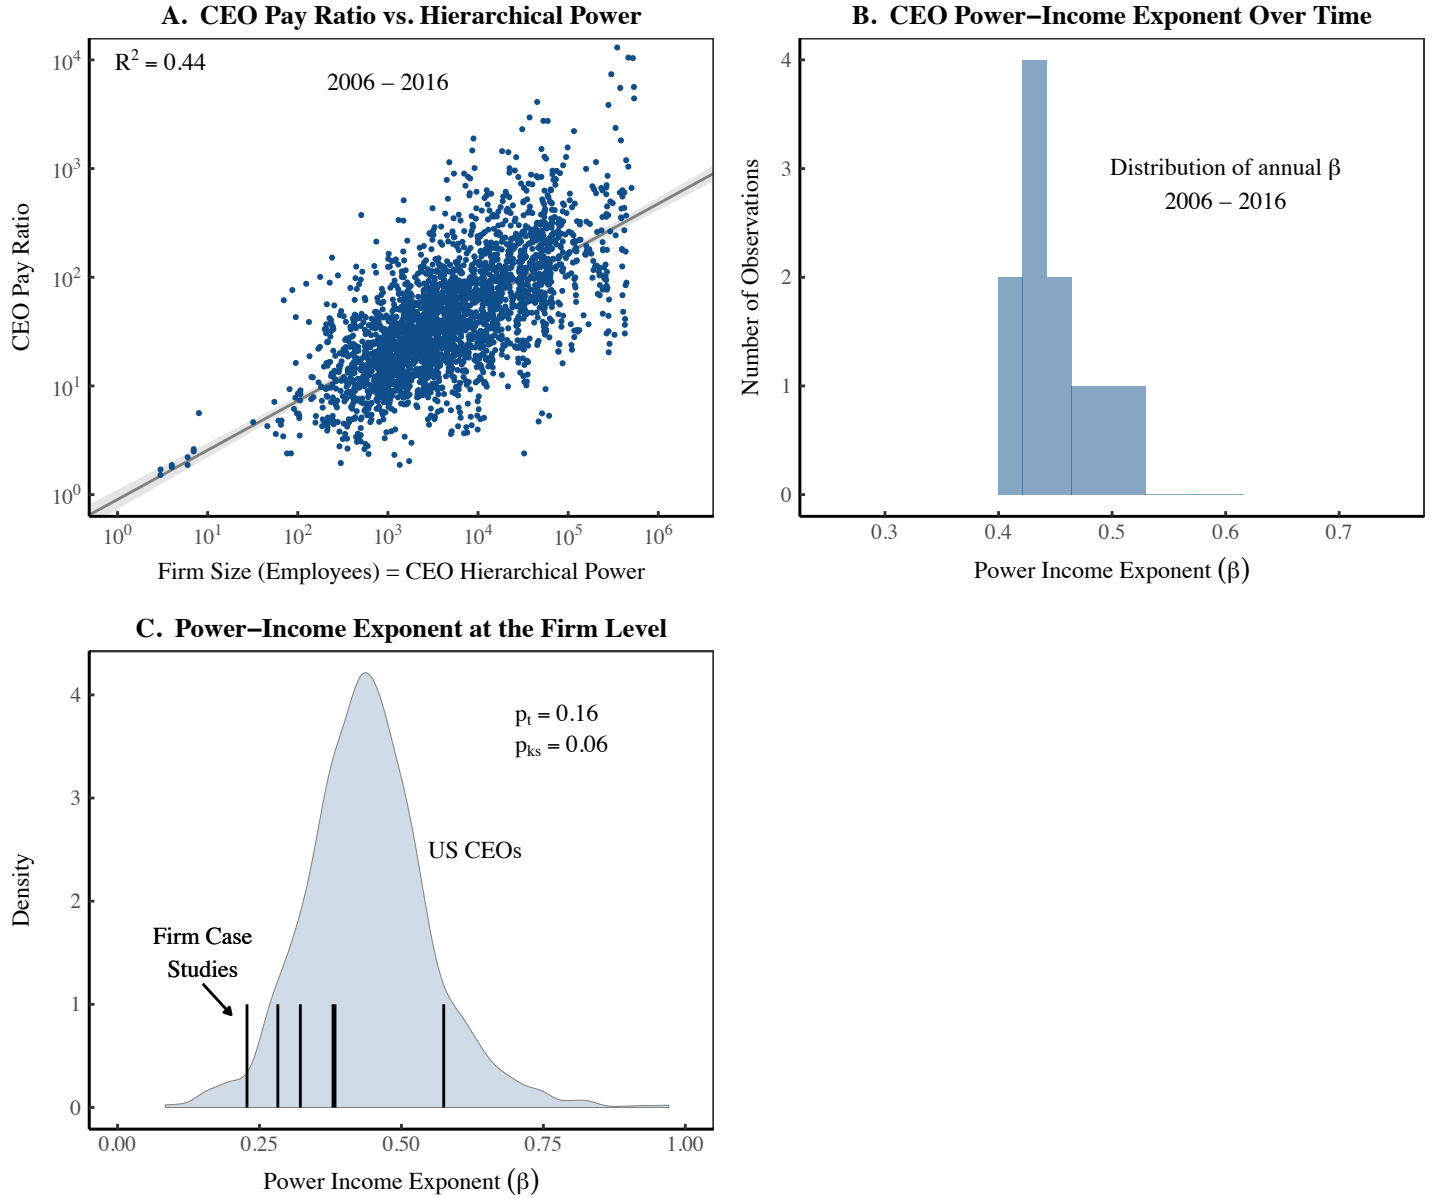 A. CEO Pay Ratio vs. Hierarchical Power
R² = 0.44
2006 – 2016
CEO Pay Ratio
10⁴
10³
10²
10¹
10⁰
10⁰ 10¹ 10² 10³ 10⁴ 10⁵ 10⁶
Firm Size (Employees) = CEO Hierarchical Power
B. CEO Power–Income Exponent Over Time
Distribution of annual β
2006 – 2016
Number of Observations
4
3
2
1
0
0.3 0.4 0.5 0.6 0.7
Power Income Exponent (β)
C. Power–Income Exponent at the Firm Level
pₜ = 0.16
pₖₛ = 0.06
US CEOs
Firm Case
Studies
Density
4
3
2
1
0
0.00 0.25 0.50 0.75 1.00
Power Income Exponent (β)